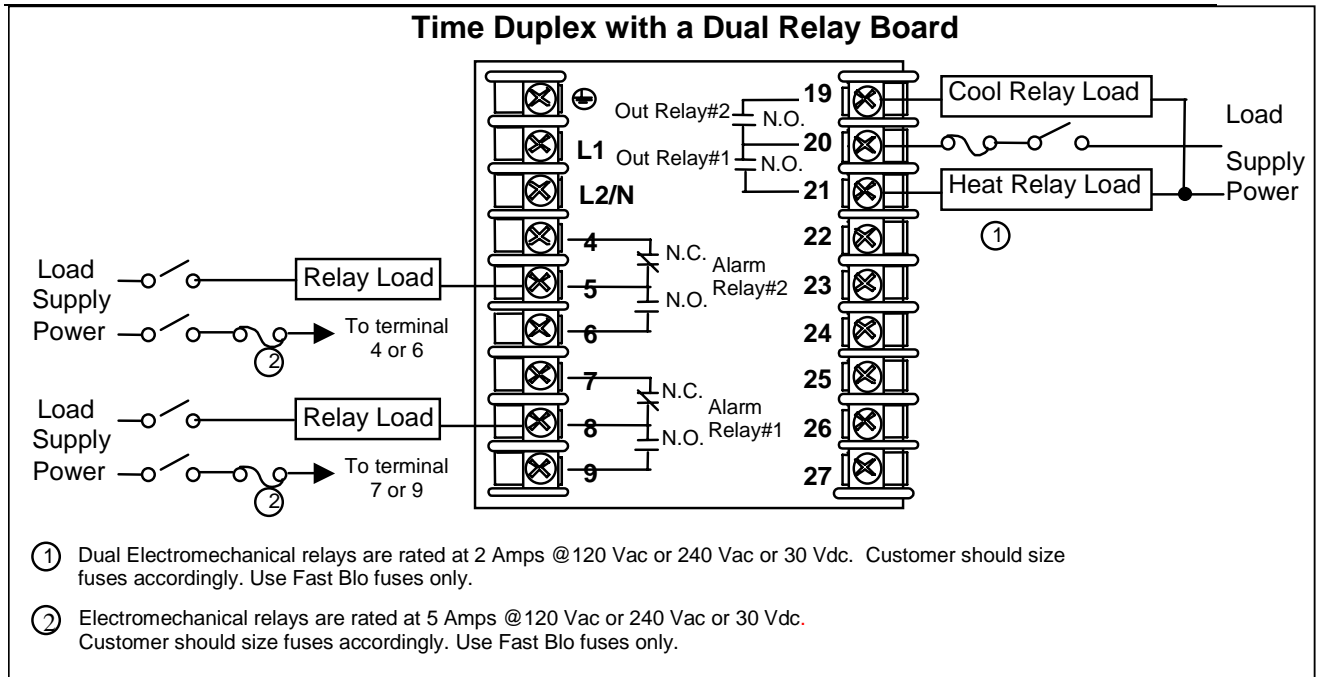 Time Duplex with a Dual Relay Board
L1
L2/N
4
5
6
7
8
9
N.C.
N.O.
Alarm
Relay#2
N.C.
N.O.
Alarm
Relay#1
Out Relay#2
N.O.
Out Relay#1
N.O.
19
20
21
22
23
24
25
26
27
Cool Relay Load
Heat Relay Load
1
Load
Supply
Power
Load
Supply
Power
Relay Load
2
To terminal
4 or 6
Load
Supply
Power
Relay Load
2
To terminal
7 or 9
1 Dual Electromechanical relays are rated at 2 Amps @120 Vac or 240 Vac or 30 Vdc. Customer should size
fuses accordingly. Use Fast Blo fuses only.
2 Electromechanical relays are rated at 5 Amps @120 Vac or 240 Vac or 30 Vdc.
Customer should size fuses accordingly. Use Fast Blo fuses only.